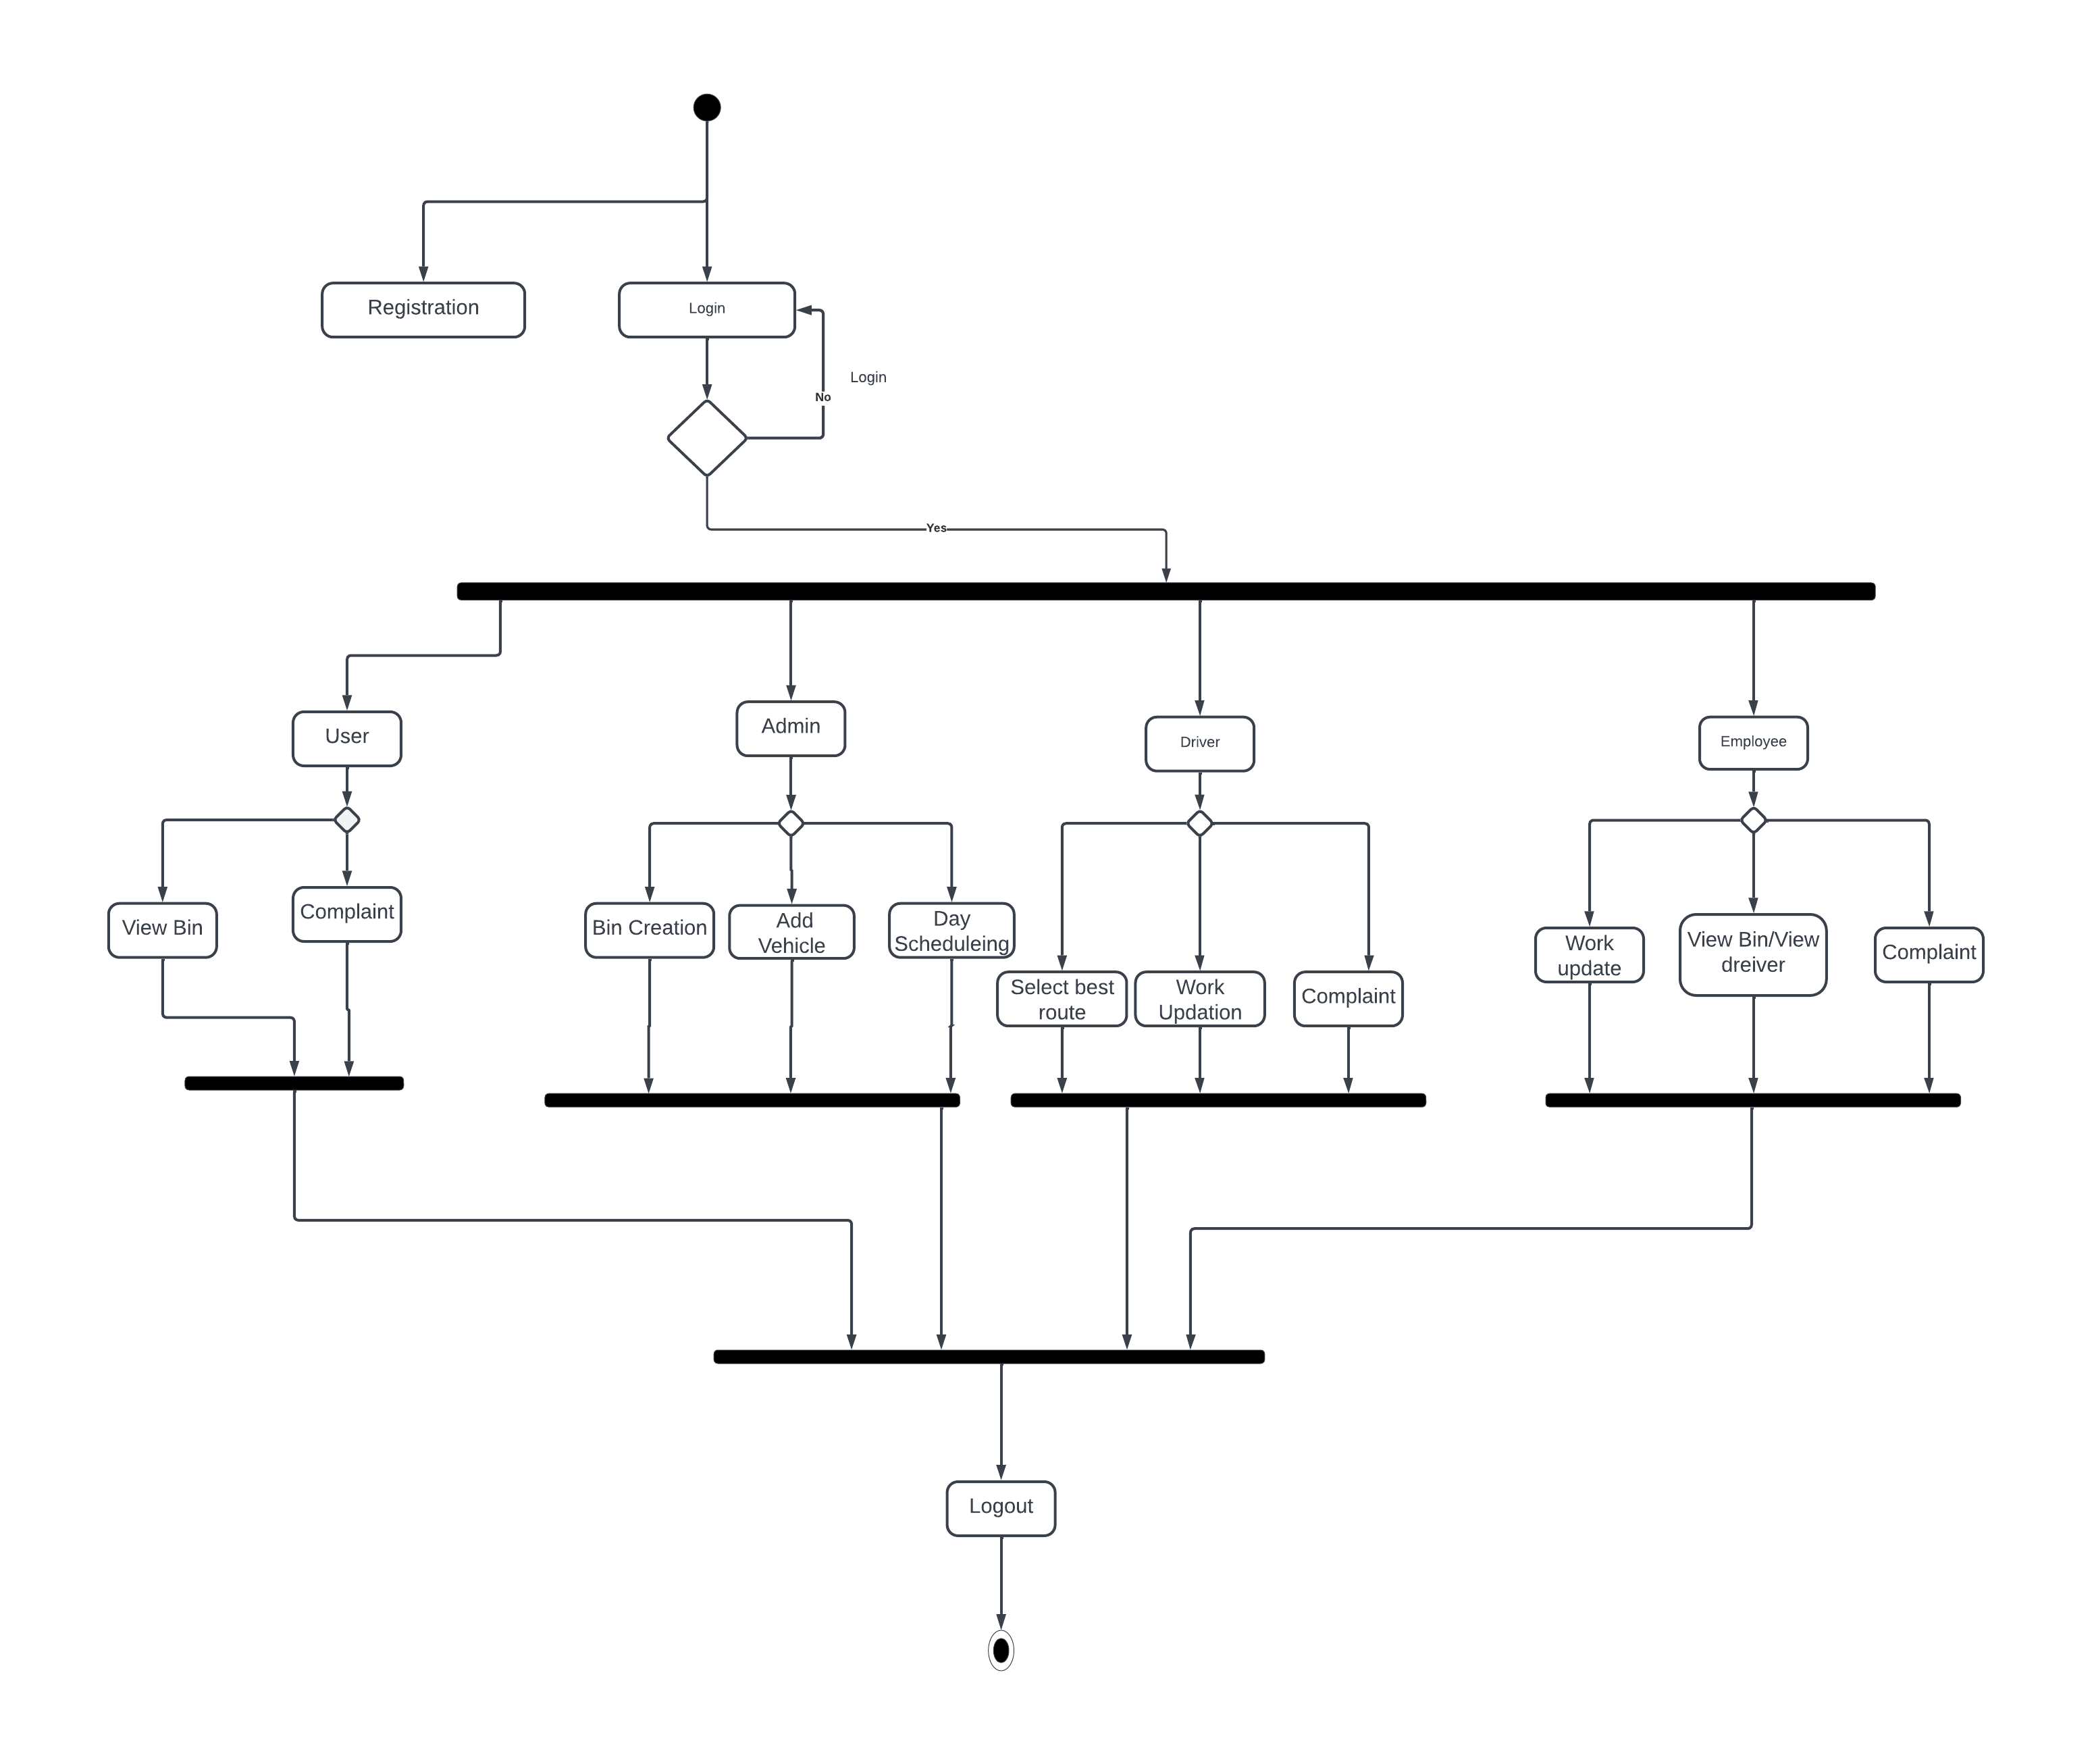 Registration
Login
Login
No
Yes
User
Admin
Driver
Employee
View Bin
Complaint
Bin Creation
Add
Vehicle
Day
Scheduleing
Select best
route
Work
Updation
Complaint
Work
update
View Bin/View
dreiver
Complaint
Logout